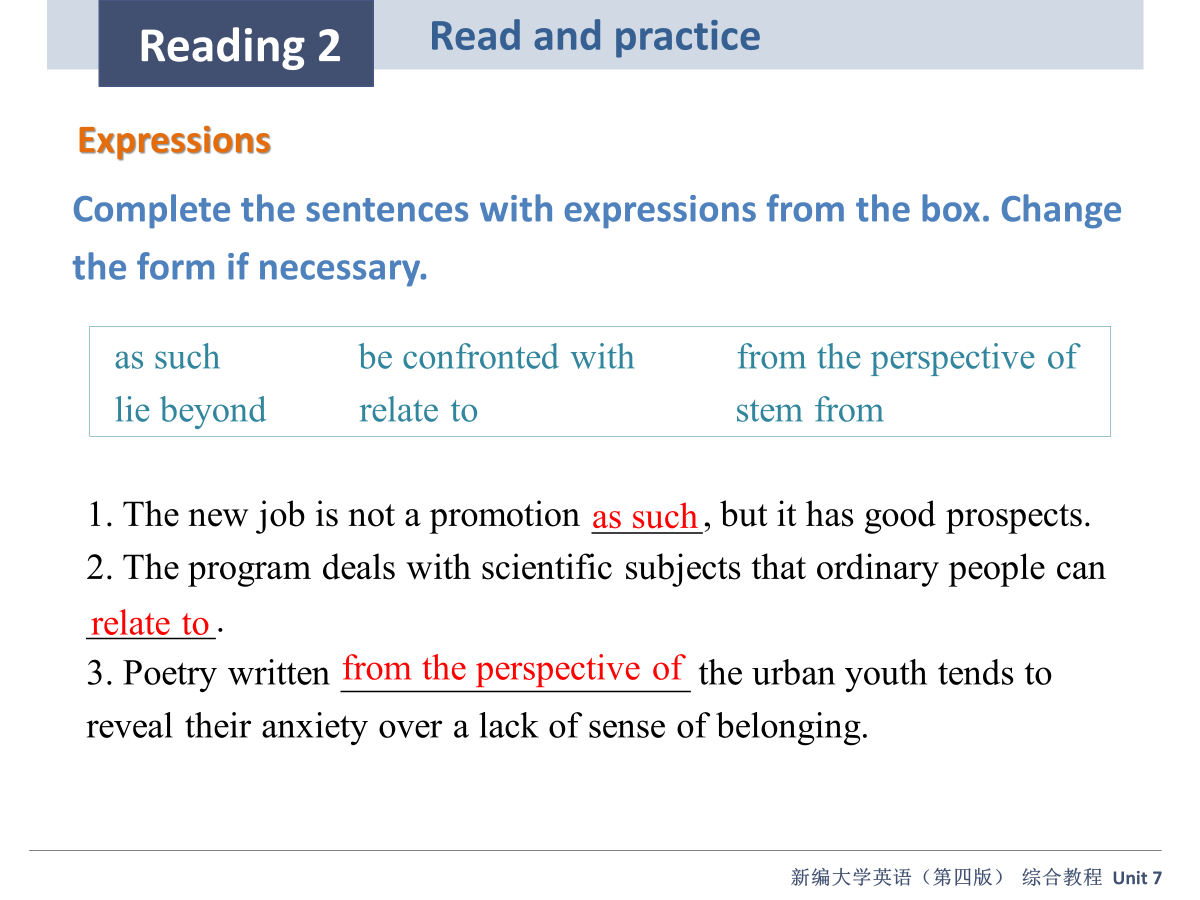 Reading 2
Read and practice
Expressions
Complete the sentences with expressions from the box. Change
the form if necessary.
as such be confronted with from the perspective of
lie beyond relate to stem from
1. The new job is not a promotion as such, but it has good prospects.
2. The program deals with scientific subjects that ordinary people can
relate to.
3. Poetry written from the perspective of the urban youth tends to
reveal their anxiety over a lack of sense of belonging.
新编大学英语（第四版） 综合教程 Unit 7